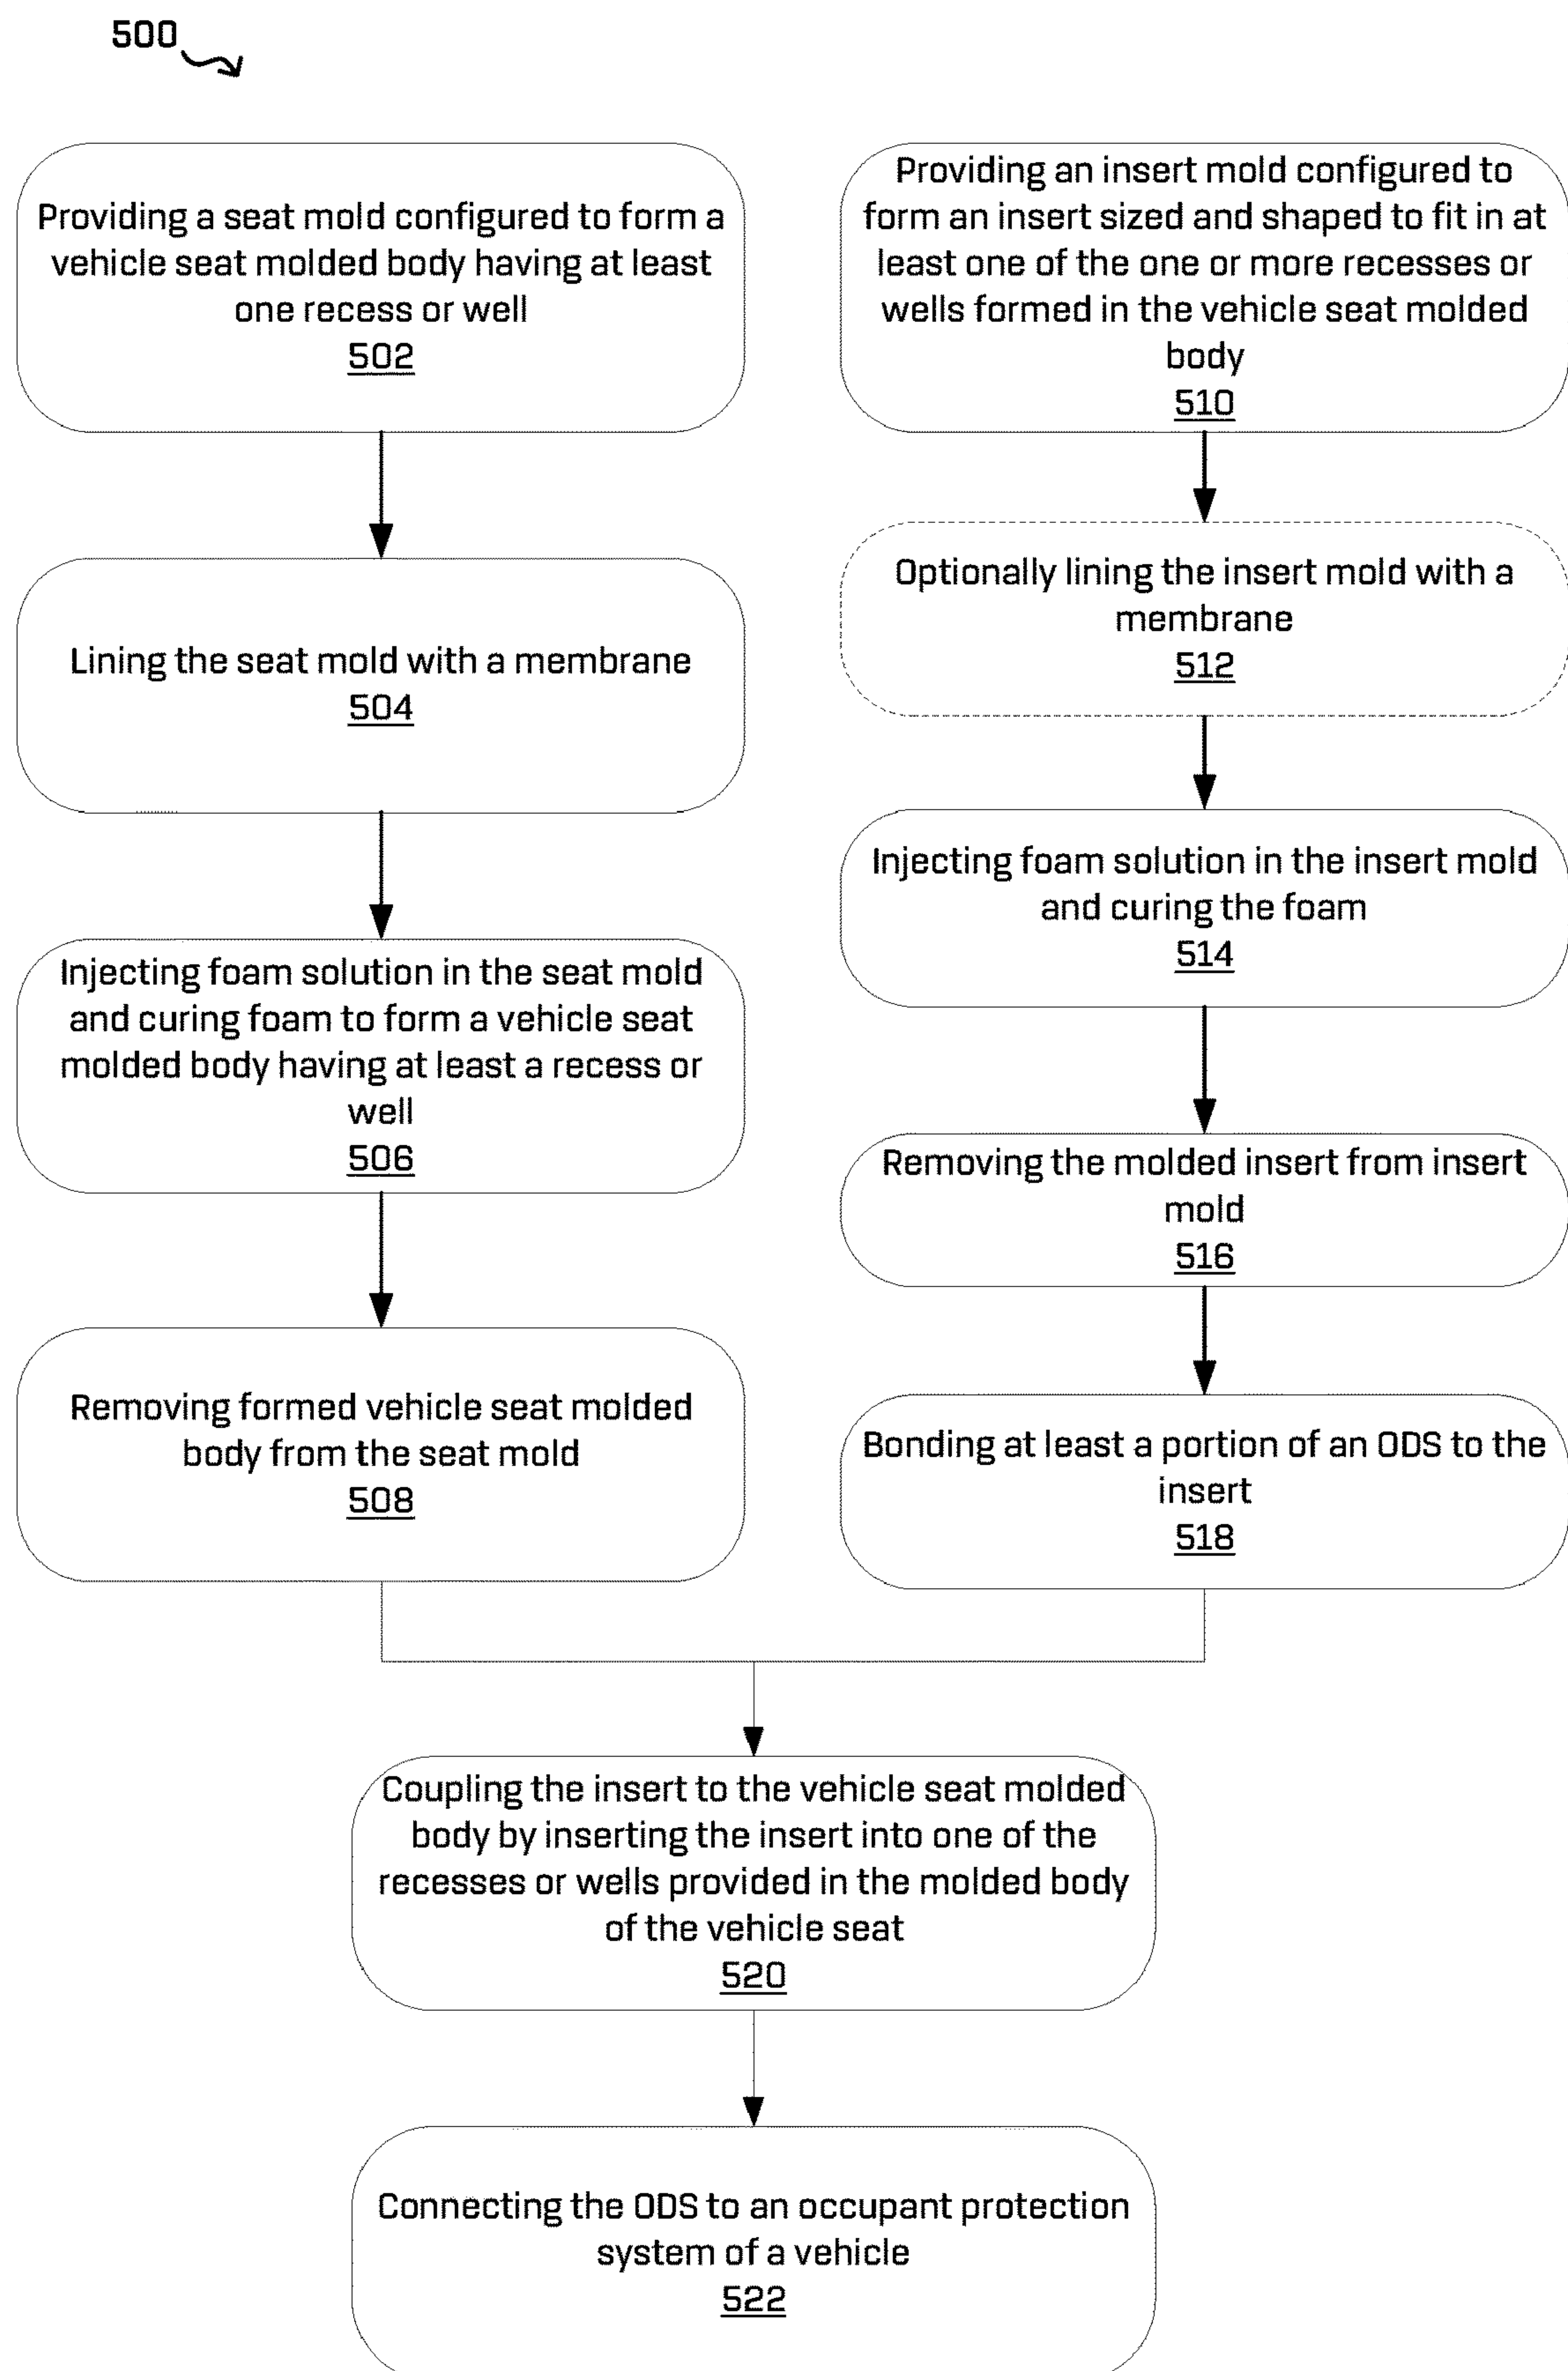 500
Providing a seat mold configured to form a
vehicle seat molded body having at least
one recess or well
502
Lining the seat mold with a membrane
504
Injecting foam solution in the seat mold
and curing foam to form a vehicle seat
molded body having at least a recess or
well
506
Removing formed vehicle seat molded
body from the seat mold
508
Providing an insert mold configured to
form an insert sized and shaped to fit in at
least one of the one or more recesses or
wells formed in the vehicle seat molded
body
510
Optionally lining the insert mold with a
membrane
512
Injecting foam solution in the insert mold
and curing the foam
514
Removing the molded insert from insert
mold
516
Bonding at least a portion of an ODS to the
insert
518
Coupling the insert to the vehicle seat molded
body by inserting the insert into one of the
recesses or wells provided in the molded body
of the vehicle seat
520
Connecting the ODS to an occupant protection
system of a vehicle
522